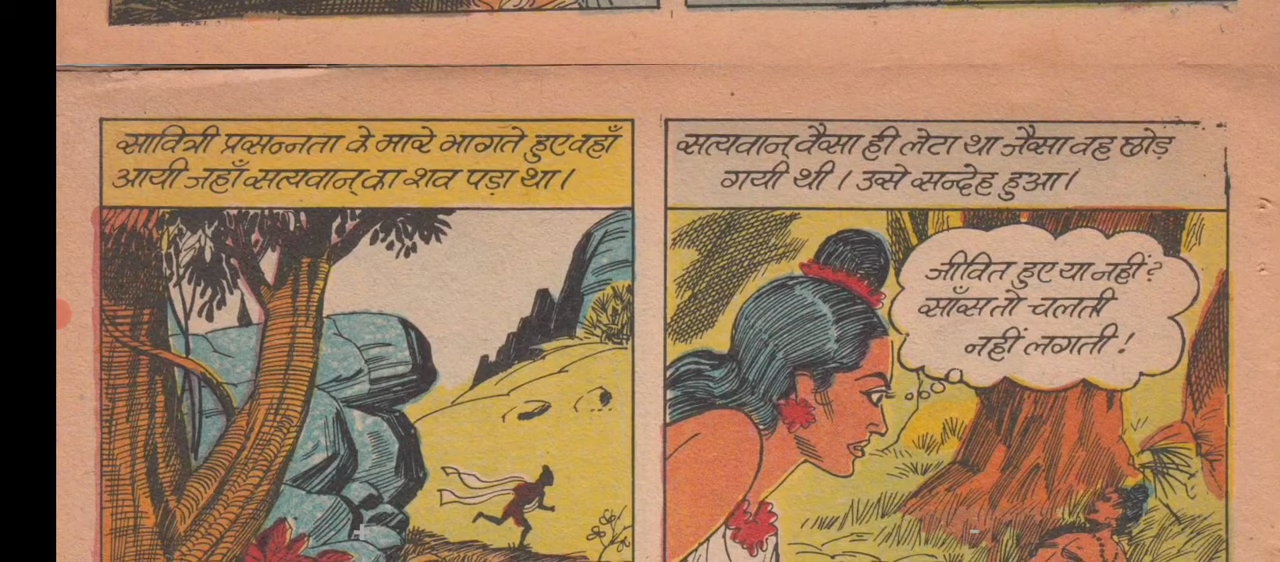 सावित्री प्रसन्नता के मारे भागते हुए वहाँ
आयी जहाँ सत्यवान् का शव पड़ा था।
सत्यवान् वैसा ही लेटा था जैसा वह छोड़
गयी थी। उसे सन्देह हुआ।
जीवित हुए या नहीं?
साँस तो चलती
नहीं लगती!